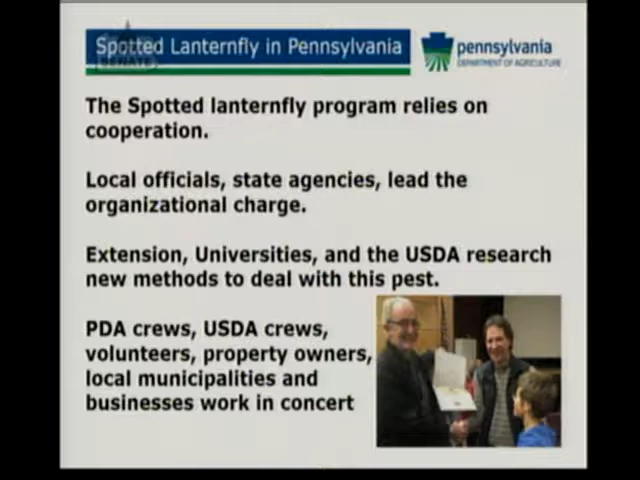 Spotted Lanternfly in Pennsylvania
SENATE
pennsylvania
DEPARTMENT OF AGRICULTURE
The Spotted lanternfly program relies on
cooperation.
Local officials, state agencies, lead the
organizational charge.
Extension, Universities, and the USDA research
new methods to deal with this pest.
PDA crews, USDA crews,
volunteers, property owners,
local municipalities and
businesses work in concert